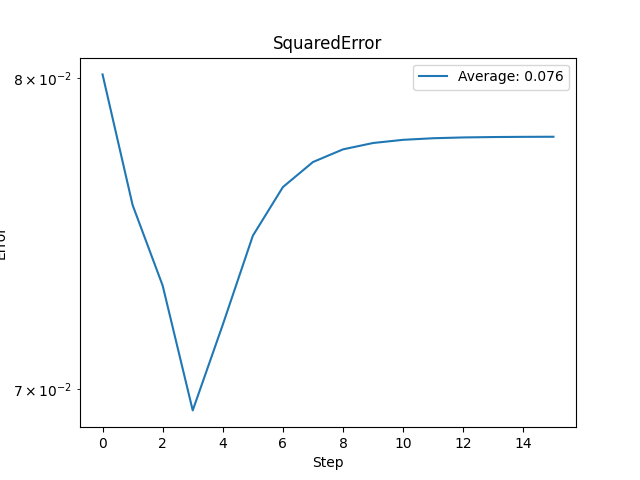 SquaredError
Average: 0.076
8 × 10⁻²
7 × 10⁻²
Error
0 2 4 6 8 10 12 14
Step